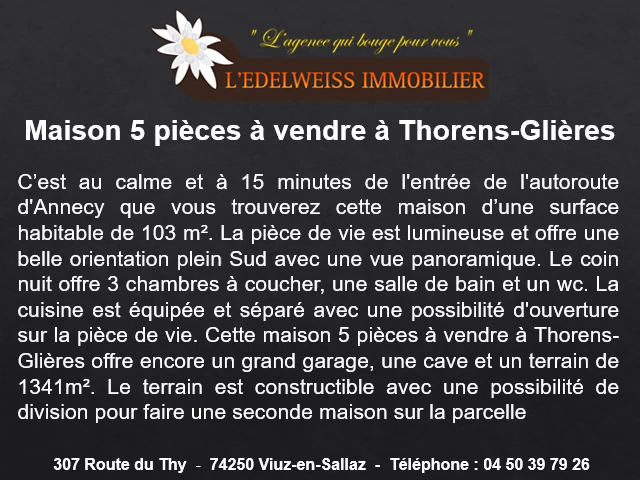 " L'agence qui bouge pour vous "
L'EDELWEISS IMMOBILIER
Maison 5 pièces à vendre à Thorens-Glières
C’est au calme et à 15 minutes de l'entrée de l'autoroute
d'Annecy que vous trouverez cette maison d’une surface
habitable de 103 m². La pièce de vie est lumineuse et offre une
belle orientation plein Sud avec une vue panoramique. Le coin
nuit offre 3 chambres à coucher, une salle de bain et un wc. La
cuisine est équipée et séparé avec une possibilité d'ouverture
sur la pièce de vie. Cette maison 5 pièces à vendre à Thorens-
Glières offre encore un grand garage, une cave et un terrain de
1341m². Le terrain est constructible avec une possibilité de
division pour faire une seconde maison sur la parcelle
307 Route du Thy - 74250 Viuz-en-Sallaz - Téléphone : 04 50 39 79 26